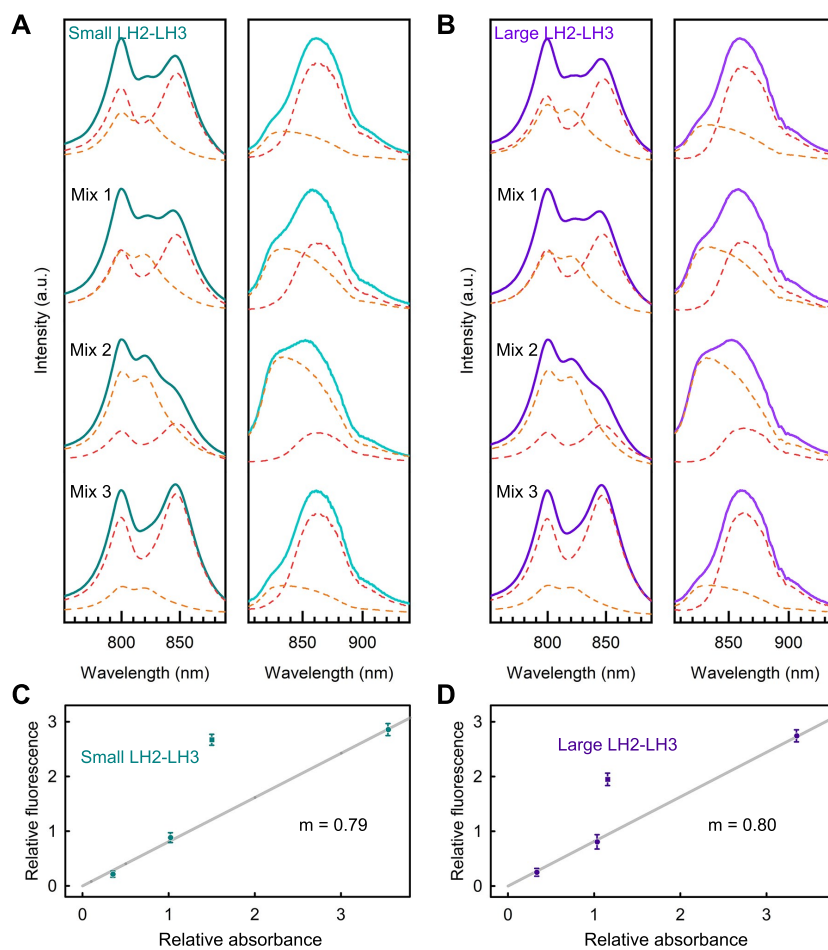 A
B
Small LH2-LH3
Large LH2-LH3
Mix 1
Mix 1
Mix 2
Mix 2
Mix 3
Mix 3
Intensity (a.u.)
Intensity (a.u.)
800 850
850 900
800 850
850 900
Wavelength (nm)
Wavelength (nm)
Wavelength (nm)
Wavelength (nm)
C
Relative fluorescence
3
2
1
0
Small LH2-LH3
m = 0.79
0 1 2 3
Relative absorbance
D
Relative fluorescence
3
2
1
0
Large LH2-LH3
m = 0.80
0 1 2 3
Relative absorbance